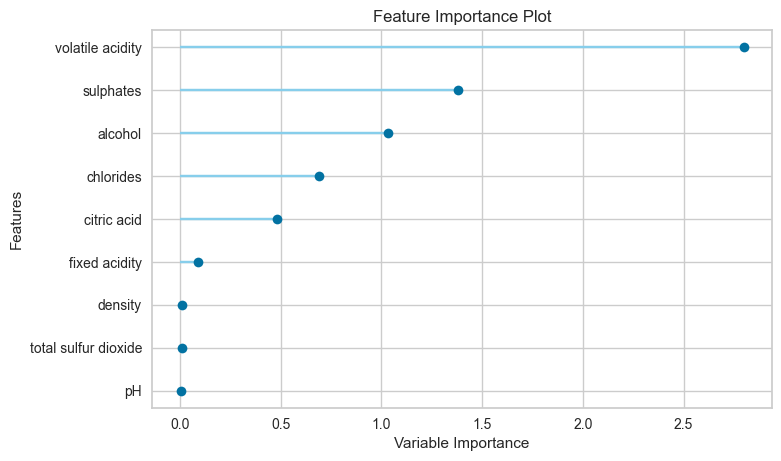 Feature Importance Plot
volatile acidity
sulphates
alcohol
chlorides
citric acid
fixed acidity
density
total sulfur dioxide
pH
Features
0.0 0.5 1.0 1.5 2.0 2.5
Variable Importance